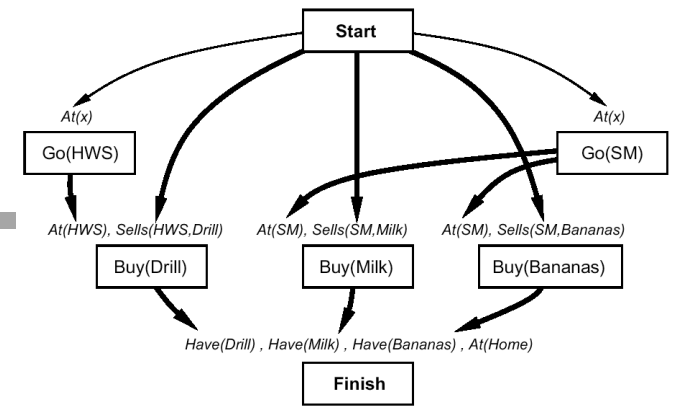 Start
At(x) At(x)
Go(HWS) Go(SM)
At(HWS), Sells(HWS,Drill) At(SM), Sells(SM,Milk) At(SM), Sells(SM,Bananas)
Buy(Drill) Buy(Milk) Buy(Bananas)
Have(Drill) , Have(Milk) , Have(Bananas) , At(Home)
Finish